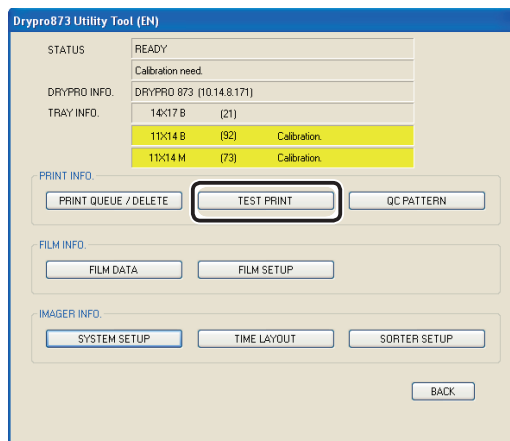 Drypro873 Utility Tool (EN)
STATUS READY
Calibration need.
DRYPRO INFO. DRYPRO 873 (10.14.8.171)
TRAY INFO. 14X17 B (21)
11X14 B (92) Calibration.
11X14 M (73) Calibration.
PRINT INFO.
PRINT QUEUE / DELETE TEST PRINT QC PATTERN
FILM INFO.
FILM DATA FILM SETUP
IMAGER INFO.
SYSTEM SETUP TIME LAYOUT SORTER SETUP
BACK